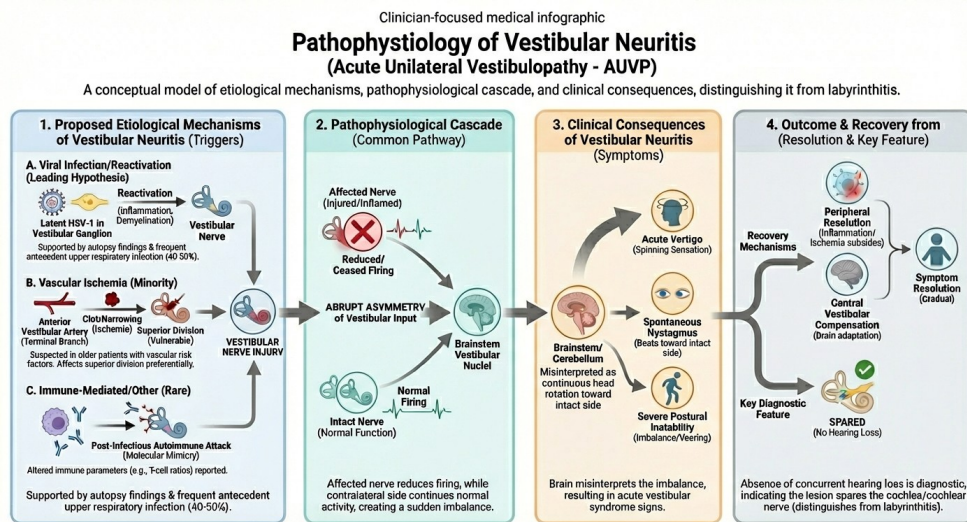 Clinician-focused medical infographic
Pathophystiology of Vestibular Neuritis
(Acute Unilateral Vestibulopathy - AUVP)
A conceptual model of etiological mechanisms, pathophysiological cascade, and clinical consequences, distinguishing it from labyrinthitis.
1. Proposed Etiological Mechanisms
of Vestibular Neuritis (Triggers)
A. Viral Infection/Reactivation
(Leading Hypothesis)
Reactivation
(inflammation,
Demyelination)
Latent HSV-1 in
Vestibular Ganglion
Vestibular
Nerve
Supported by autopsy findings & frequent
antecedent upper respiratory infection (40 50%).
B. Vascular Ischemia (Minority)
Anterior
Vestibular Artery
(Terminal Branch)
ClotNarrowing
(Ischemie)
Superior Division
(Vulnerabie)
Suspected in older patients with vascular risk
factors. Affects superior division preferentially.
VESTIBULAR
NERVE INJURY
C. Immune-Mediated/Other (Rare)
Post-Infectious Autoimmune Attack
(Molecular Mimicry)
Altered immune parameters (e.g., T-cell ratios) reported.
Supported by autopsy findings & frequent antecedent
upper respiratory infection (40-50%).
2. Pathophysiological Cascade
(Common Pathway)
Affected Nerve
(Injured/Inflamed)
Reduced/
Ceased Firing
ABRUPT ASYMMETRY
of Vestibular Input
Brainstem
Vestibular
Nuclei
Normal
Firing
Intact Nerve
(Normal Function)
Affected nerve reduces firing, while
contralateral side continues normal
activity, creating a sudden imbalance.
3. Clinical Consequences
of Vestibular Neuritis
(Symptoms)
Acute Vertigo
(Spinning Sensation)
Spontaneous
Nystagmus
(Beats toward intact
side)
Brainstem/
Cerebellum
Misinterpreted as
continuous head
rotation toward
intact side
Severe Postural
Inatability
(Imbalance/Veering)
Brain misinterprets the imbalance,
resulting in acute vestibular
syndrome signs.
4. Outcome & Recovery from
(Resolution & Key Feature)
Recovery
Mechanisms
Peripheral
Resolution
(Inflammation/
Ischemia subsides)
Central
Vestibilar
Compensation
(Drain adaptation)
Symptom
Resolution
(Cradual)
Key Diagnostic
Feature
SPARED
(No Hearing Loss)
Absence of concurrent hearing loss is diagnostic,
indicating the lesion spares the cochlea/cochlear
nerve (distinguishes from labyrinthitis).